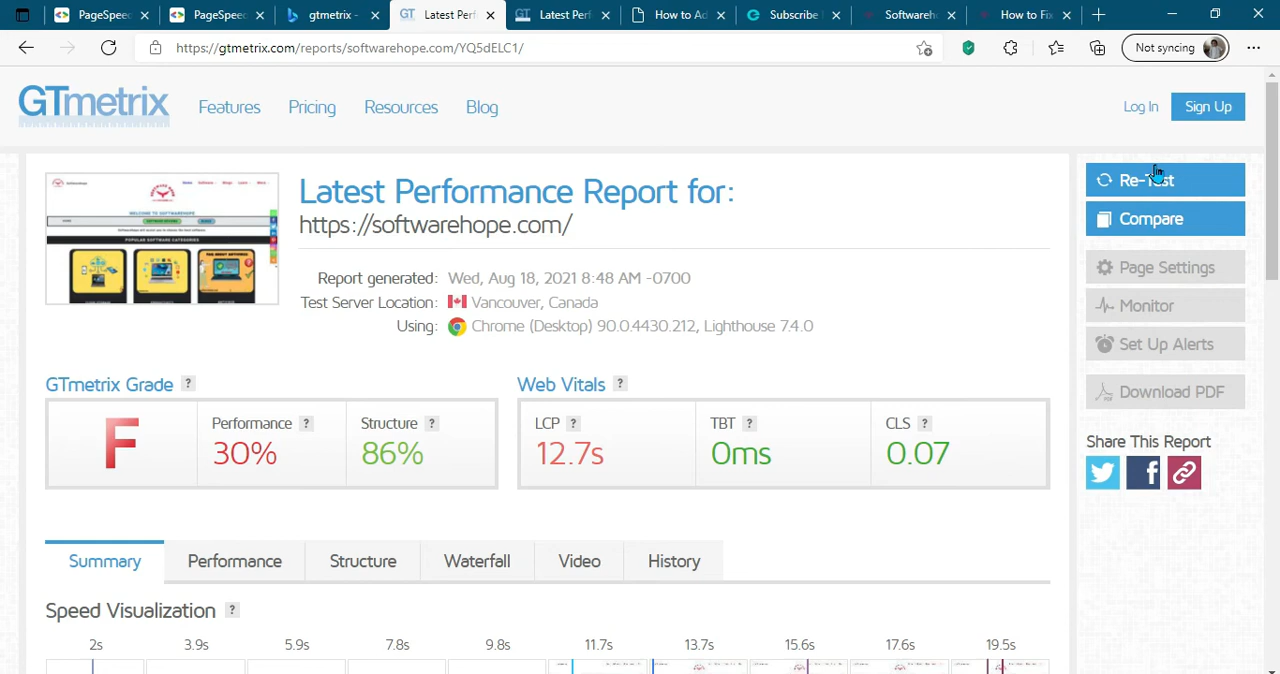 PageSpeed
PageSpeed
gtmetrix -
Latest Perf
Latest Perf
How to Ad
Subscribe
Softwareh
How to Fix
https://gtmetrix.com/reports/softwarehope.com/YQ5dELC1/
Not syncing
GTmetrix
Features
Pricing
Resources
Blog
Log In
Sign Up
Latest Performance Report for:
https://softwarehope.com/
Report generated: Wed, Aug 18, 2021 8:48 AM -0700
Test Server Location: Vancouver, Canada
Using: Chrome (Desktop) 90.0.4430.212, Lighthouse 7.4.0
Re-Test
Compare
Page Settings
Monitor
Set Up Alerts
Download PDF
Share This Report
WELCOME TO SOFTWAREHOPE
POPULAR SOFTWARE CATEGORIES
GTmetrix Grade ?
Web Vitals ?
F
Performance ?
30%
Structure ?
86%
LCP ?
12.7s
TBT ?
0ms
CLS ?
0.07
Summary
Performance
Structure
Waterfall
Video
History
Speed Visualization ?
2s
3.9s
5.9s
7.8s
9.8s
11.7s
13.7s
15.6s
17.6s
19.5s